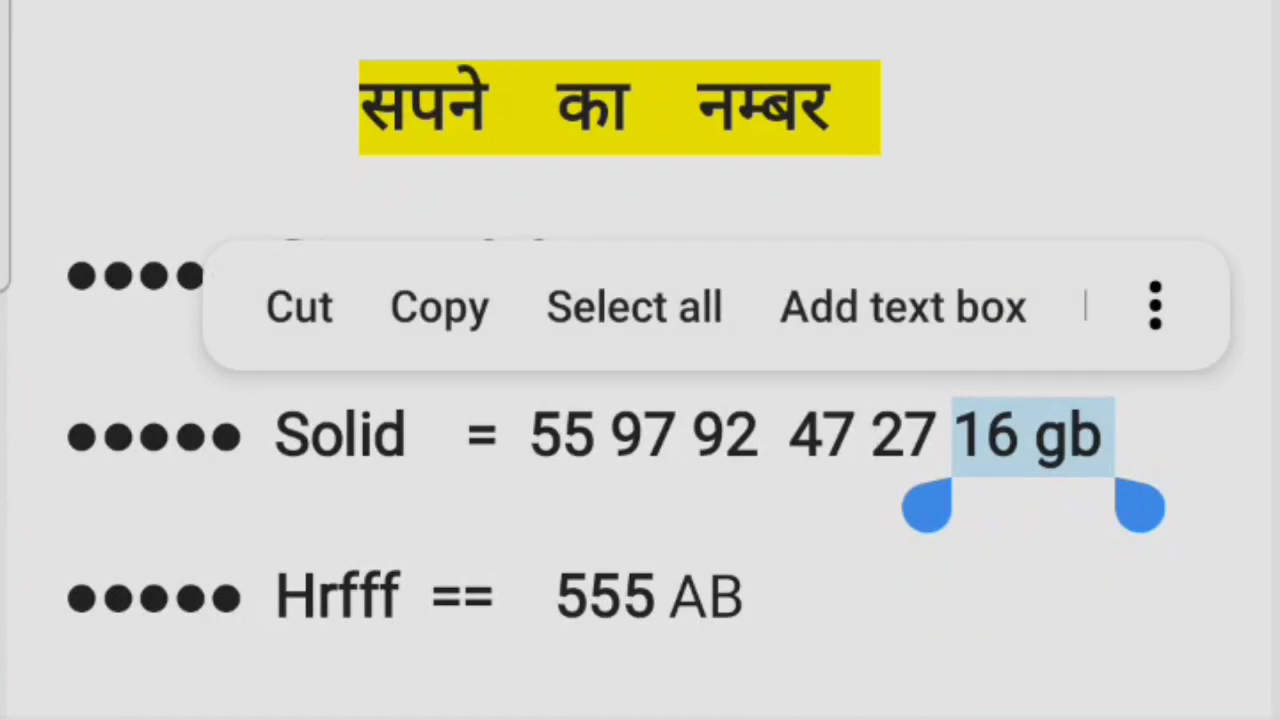 सपने का नम्बर
Cut Copy Select all Add text box
Solid = 55 97 92 47 27 16 gb
Hrfff == 555 AB